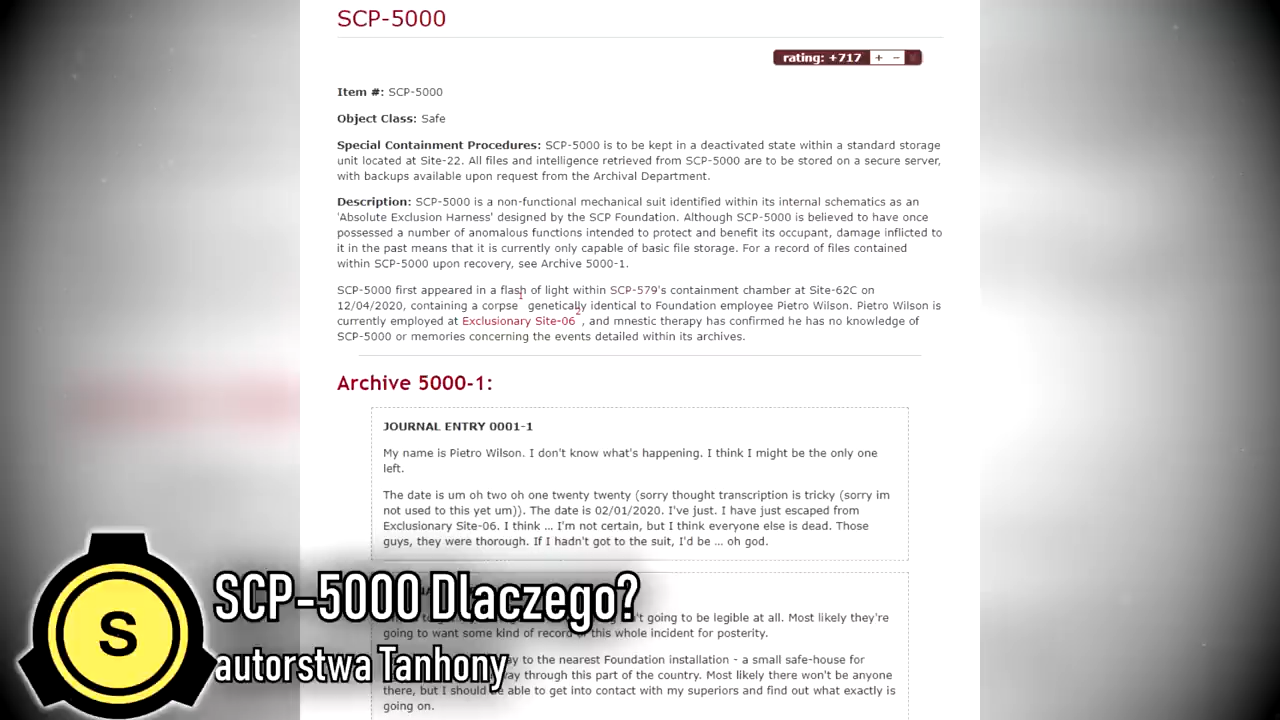 SCP-5000
rating: +717 + −
Item #: SCP-5000
Object Class: Safe
Special Containment Procedures: SCP-5000 is to be kept in a deactivated state within a standard storage
unit located at Site-22. All files and intelligence retrieved from SCP-5000 are to be stored on a secure server,
with backups available upon request from the Archival Department.
Description: SCP-5000 is a non-functional mechanical suit identified within its internal schematics as an
'Absolute Exclusion Harness' designed by the SCP Foundation. Although SCP-5000 is believed to have once
possessed a number of anomalous functions intended to protect and benefit its occupant, damage inflicted to
it in the past means that it is currently only capable of basic file storage. For a record of files contained
within SCP-5000 upon recovery, see Archive 5000-1.
SCP-5000 first appeared in a flash of light within SCP-579's containment chamber at Site-62C on
12/04/2020, containing a corpse1 genetically identical to Foundation employee Pietro Wilson. Pietro Wilson is
currently employed at Exclusionary Site-062, and mnestic therapy has confirmed he has no knowledge of
SCP-5000 or memories concerning the events detailed within its archives.
Archive 5000-1:
JOURNAL ENTRY 0001-1
My name is Pietro Wilson. I don't know what's happening. I think I might be the only one
left.
The date is um oh two oh one twenty twenty (sorry thought transcription is tricky (sorry im
not used to this yet um)). The date is 02/01/2020. I've just. I have just escaped from
Exclusionary Site-06. I think … I'm not certain, but I think everyone else is dead. Those
guys, they were thorough. If I hadn't got to the suit, I'd be … oh god.
going to be legible at all. Most likely they're
going to want some kind of record of this whole incident for posterity.
to the nearest Foundation installation - a small safe-house for
through this part of the country. Most likely there won't be anyone
there, but I should be able to get into contact with my superiors and find out what exactly is
going on.
S
SCP-5000 Dlaczego?
autorstwa Tanhony